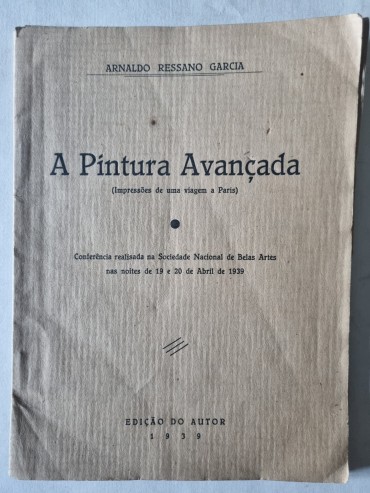 ARNALDO RESSANO GARCIA
A Pintura Avançada
(Impressões de uma viagem a Paris)
Conferência realisada na Sociedade Nacional de Belas Artes
nas noites de 19 e 20 de Abril de 1939
EDIÇÃO DO AUTOR
1939